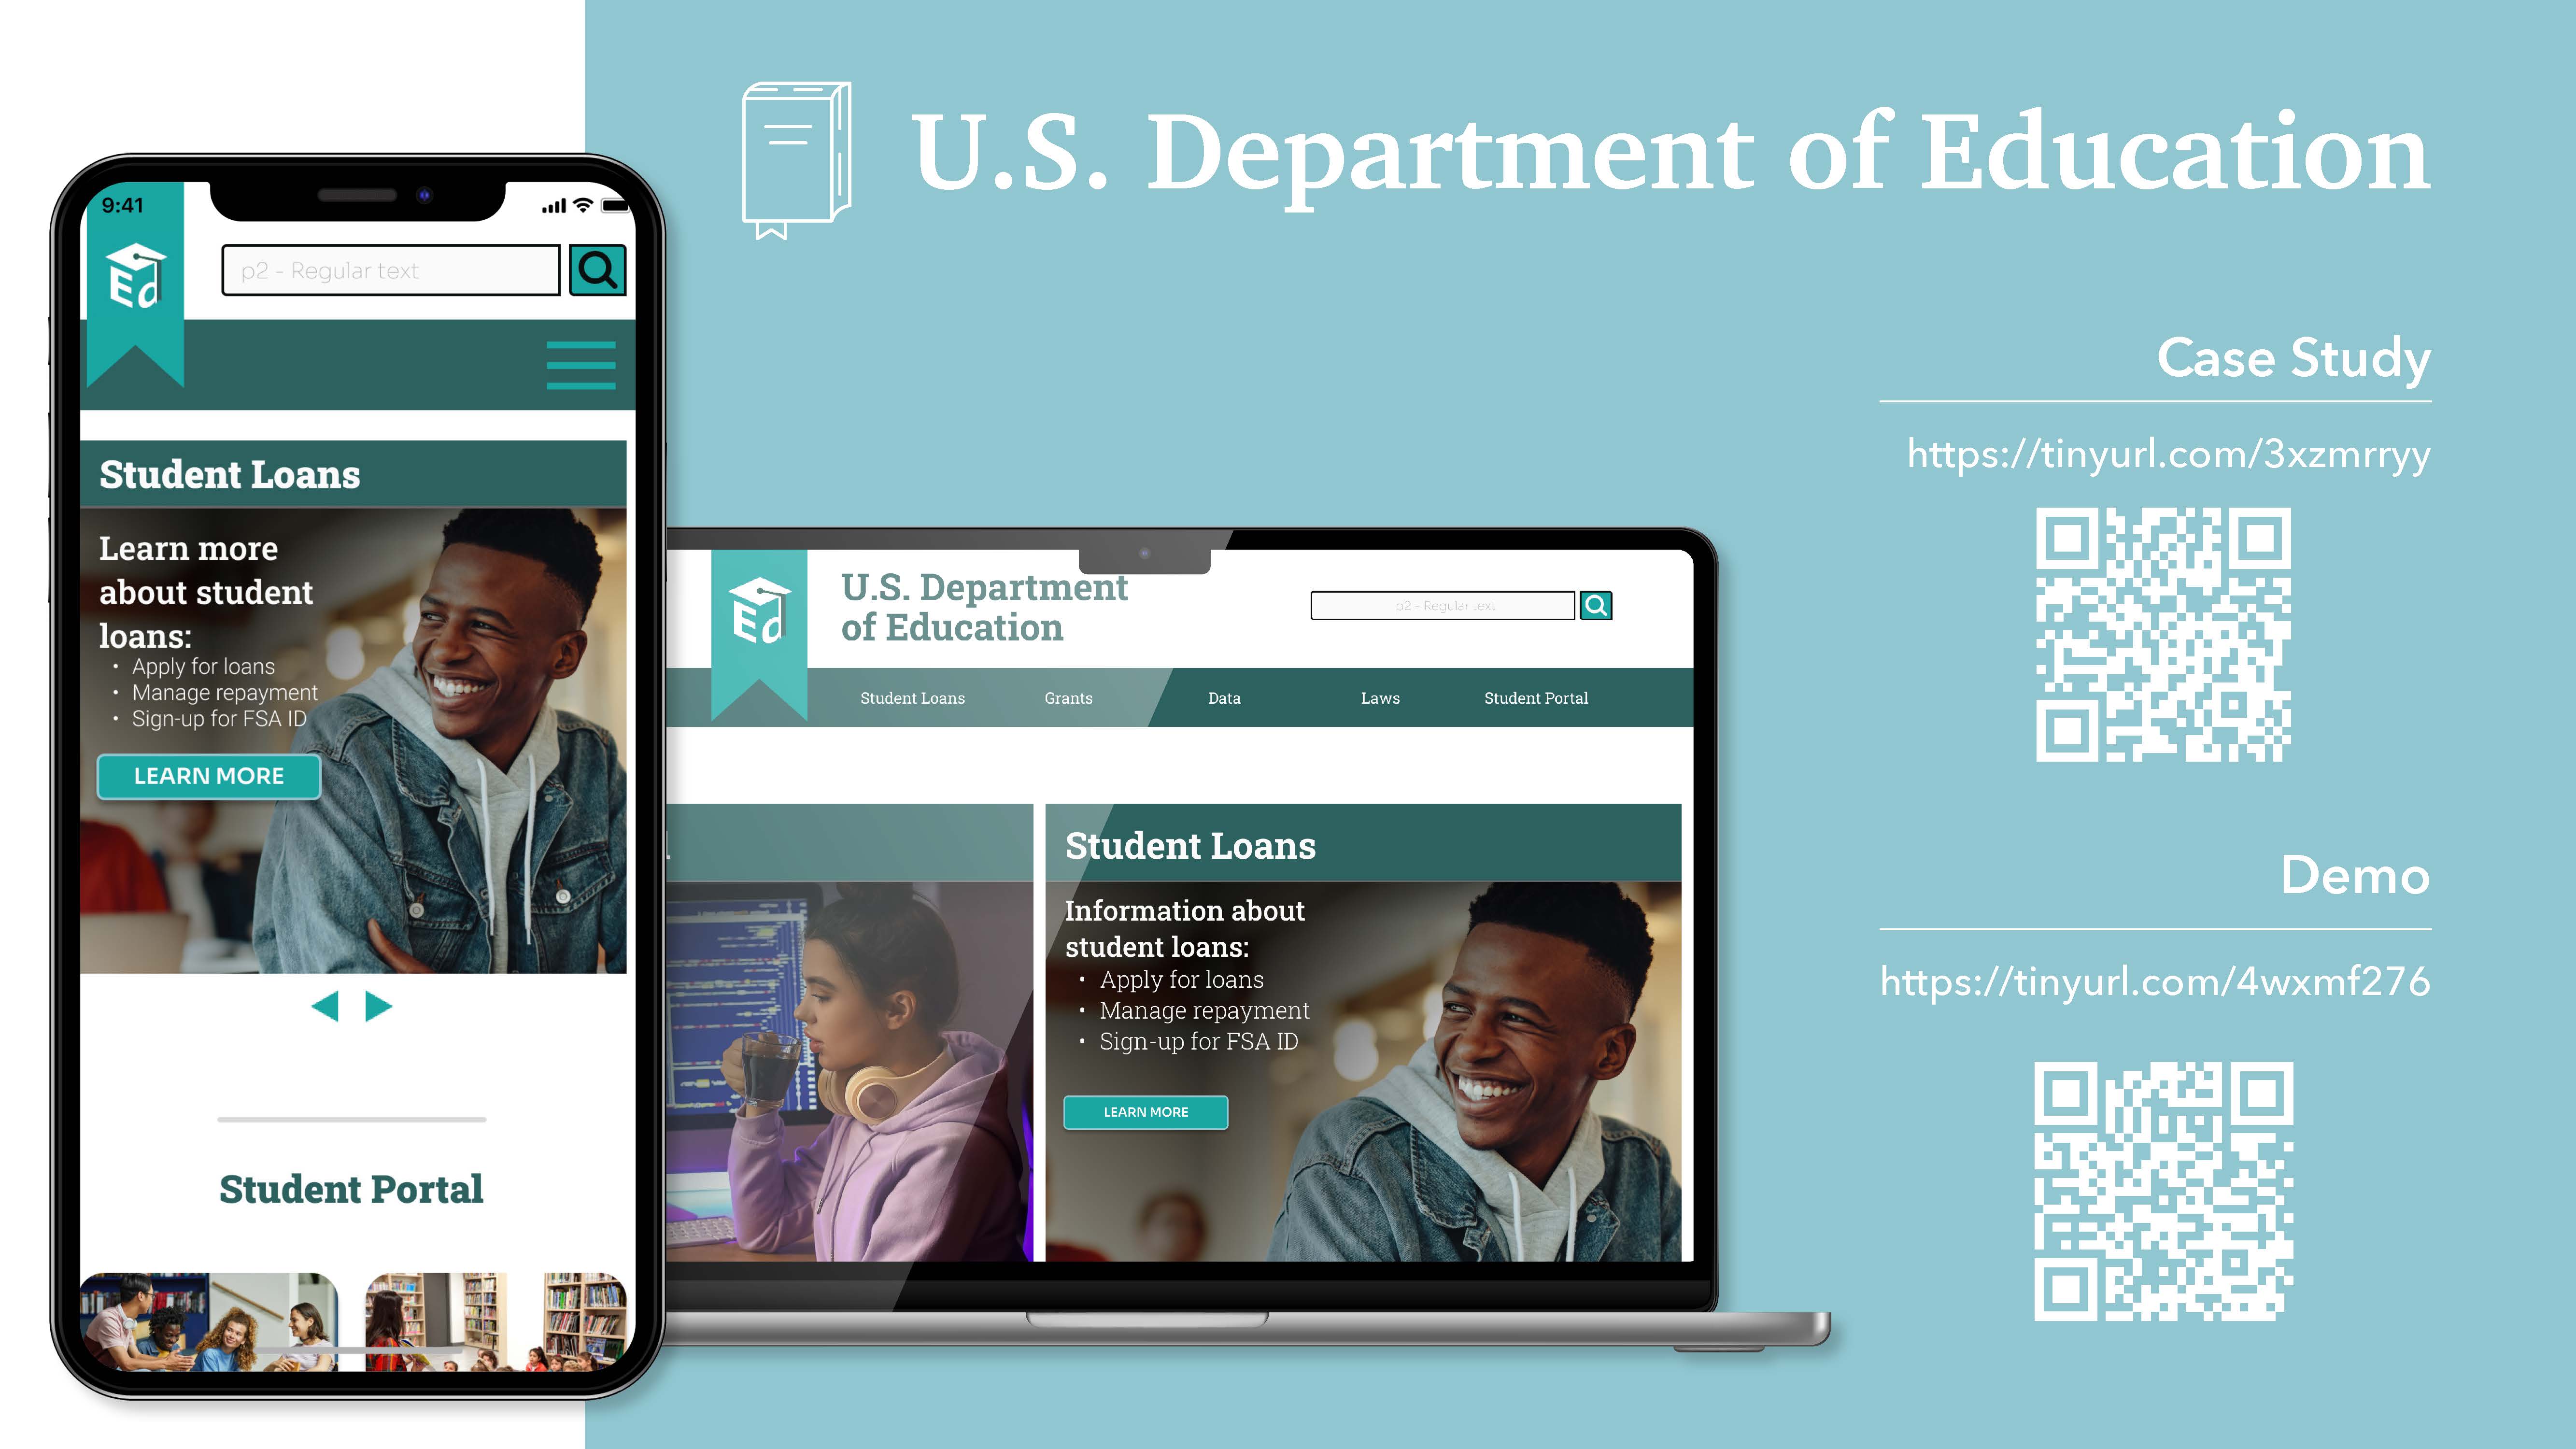 U.S. Department of Education
9:41
Ed
p2 - Regular text
Student Loans
Learn more
about student
loans:
• Apply for loans
• Manage repayment
• Sign-up for FSA ID
LEARN MORE
Student Portal
Ed
U.S. Department
of Education
p2 - Regular text
Student Loans
Grants
Data
Laws
Student Portal
Student Loans
Information about
student loans:
• Apply for loans
• Manage repayment
• Sign-up for FSA ID
LEARN MORE
Case Study
https://tinyurl.com/3xzmrryy
Demo
https://tinyurl.com/4wxmf276